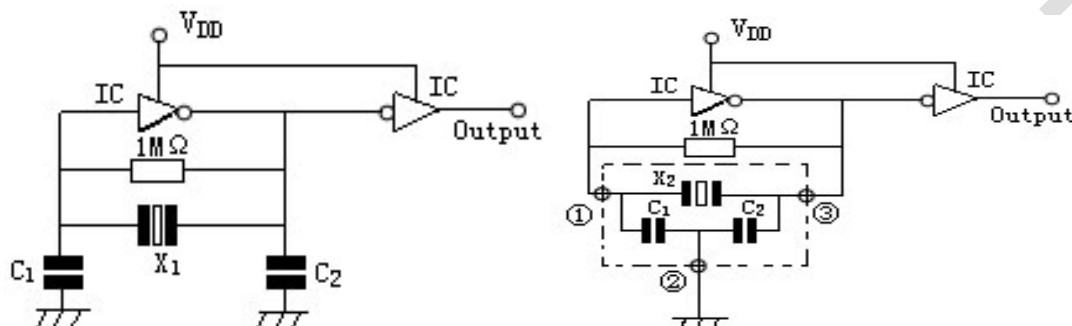 V_DD
IC
IC
1MΩ
Output
X₁
C₁
C₂
V_DD
IC
IC
1MΩ
Output
X₂
①
C₁
C₂
③
②